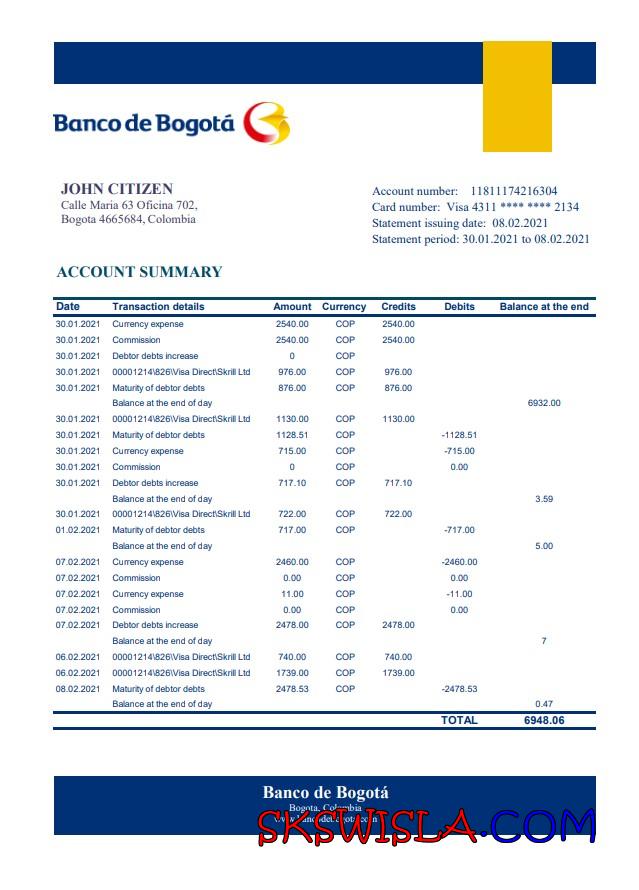 Banco de Bogotá
JOHN CITIZEN
Calle Maria 63 Oficina 702,
Bogota 4665684, Colombia
Account number: 11811174216304
Card number: Visa 4311 **** **** 2134
Statement issuing date: 08.02.2021
Statement period: 30.01.2021 to 08.02.2021
ACCOUNT SUMMARY
Date Transaction details Amount Currency Credits Debits Balance at the end
30.01.2021 Currency expense 2540.00 COP 2540.00
30.01.2021 Commission 2540.00 COP 2540.00
30.01.2021 Debtor debts increase 0 COP
30.01.2021 00001214\826\Visa Direct\Skrill Ltd 976.00 COP 976.00
30.01.2021 Maturity of debtor debts 876.00 COP 876.00
Balance at the end of day 6932.00
30.01.2021 00001214\826\Visa Direct\Skrill Ltd 1130.00 COP 1130.00
30.01.2021 Maturity of debtor debts 1128.51 COP -1128.51
30.01.2021 Currency expense 715.00 COP -715.00
30.01.2021 Commission 0 COP 0.00
30.01.2021 Debtor debts increase 717.10 COP 717.10
Balance at the end of day 3.59
30.01.2021 00001214\826\Visa Direct\Skrill Ltd 722.00 COP 722.00
01.02.2021 Maturity of debtor debts 717.00 COP -717.00
Balance at the end of day 5.00
07.02.2021 Currency expense 2460.00 COP -2460.00
07.02.2021 Commission 0.00 COP 0.00
07.02.2021 Currency expense 11.00 COP -11.00
07.02.2021 Commission 0.00 COP 0.00
07.02.2021 Debtor debts increase 2478.00 COP 2478.00
Balance at the end of day 7
06.02.2021 00001214\826\Visa Direct\Skrill Ltd 740.00 COP 740.00
06.02.2021 00001214\826\Visa Direct\Skrill Ltd 1739.00 COP 1739.00
08.02.2021 Maturity of debtor debts 2478.53 COP -2478.53
Balance at the end of day 0.47
TOTAL 6948.06
Banco de Bogotá
Bogota, Colombia
SKSWISLA.COM